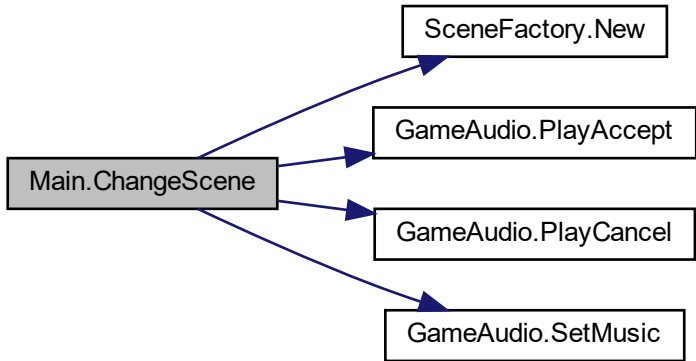 Main.ChangeScene
SceneFactory.New
GameAudio.PlayAccept
GameAudio.PlayCancel
GameAudio.SetMusic